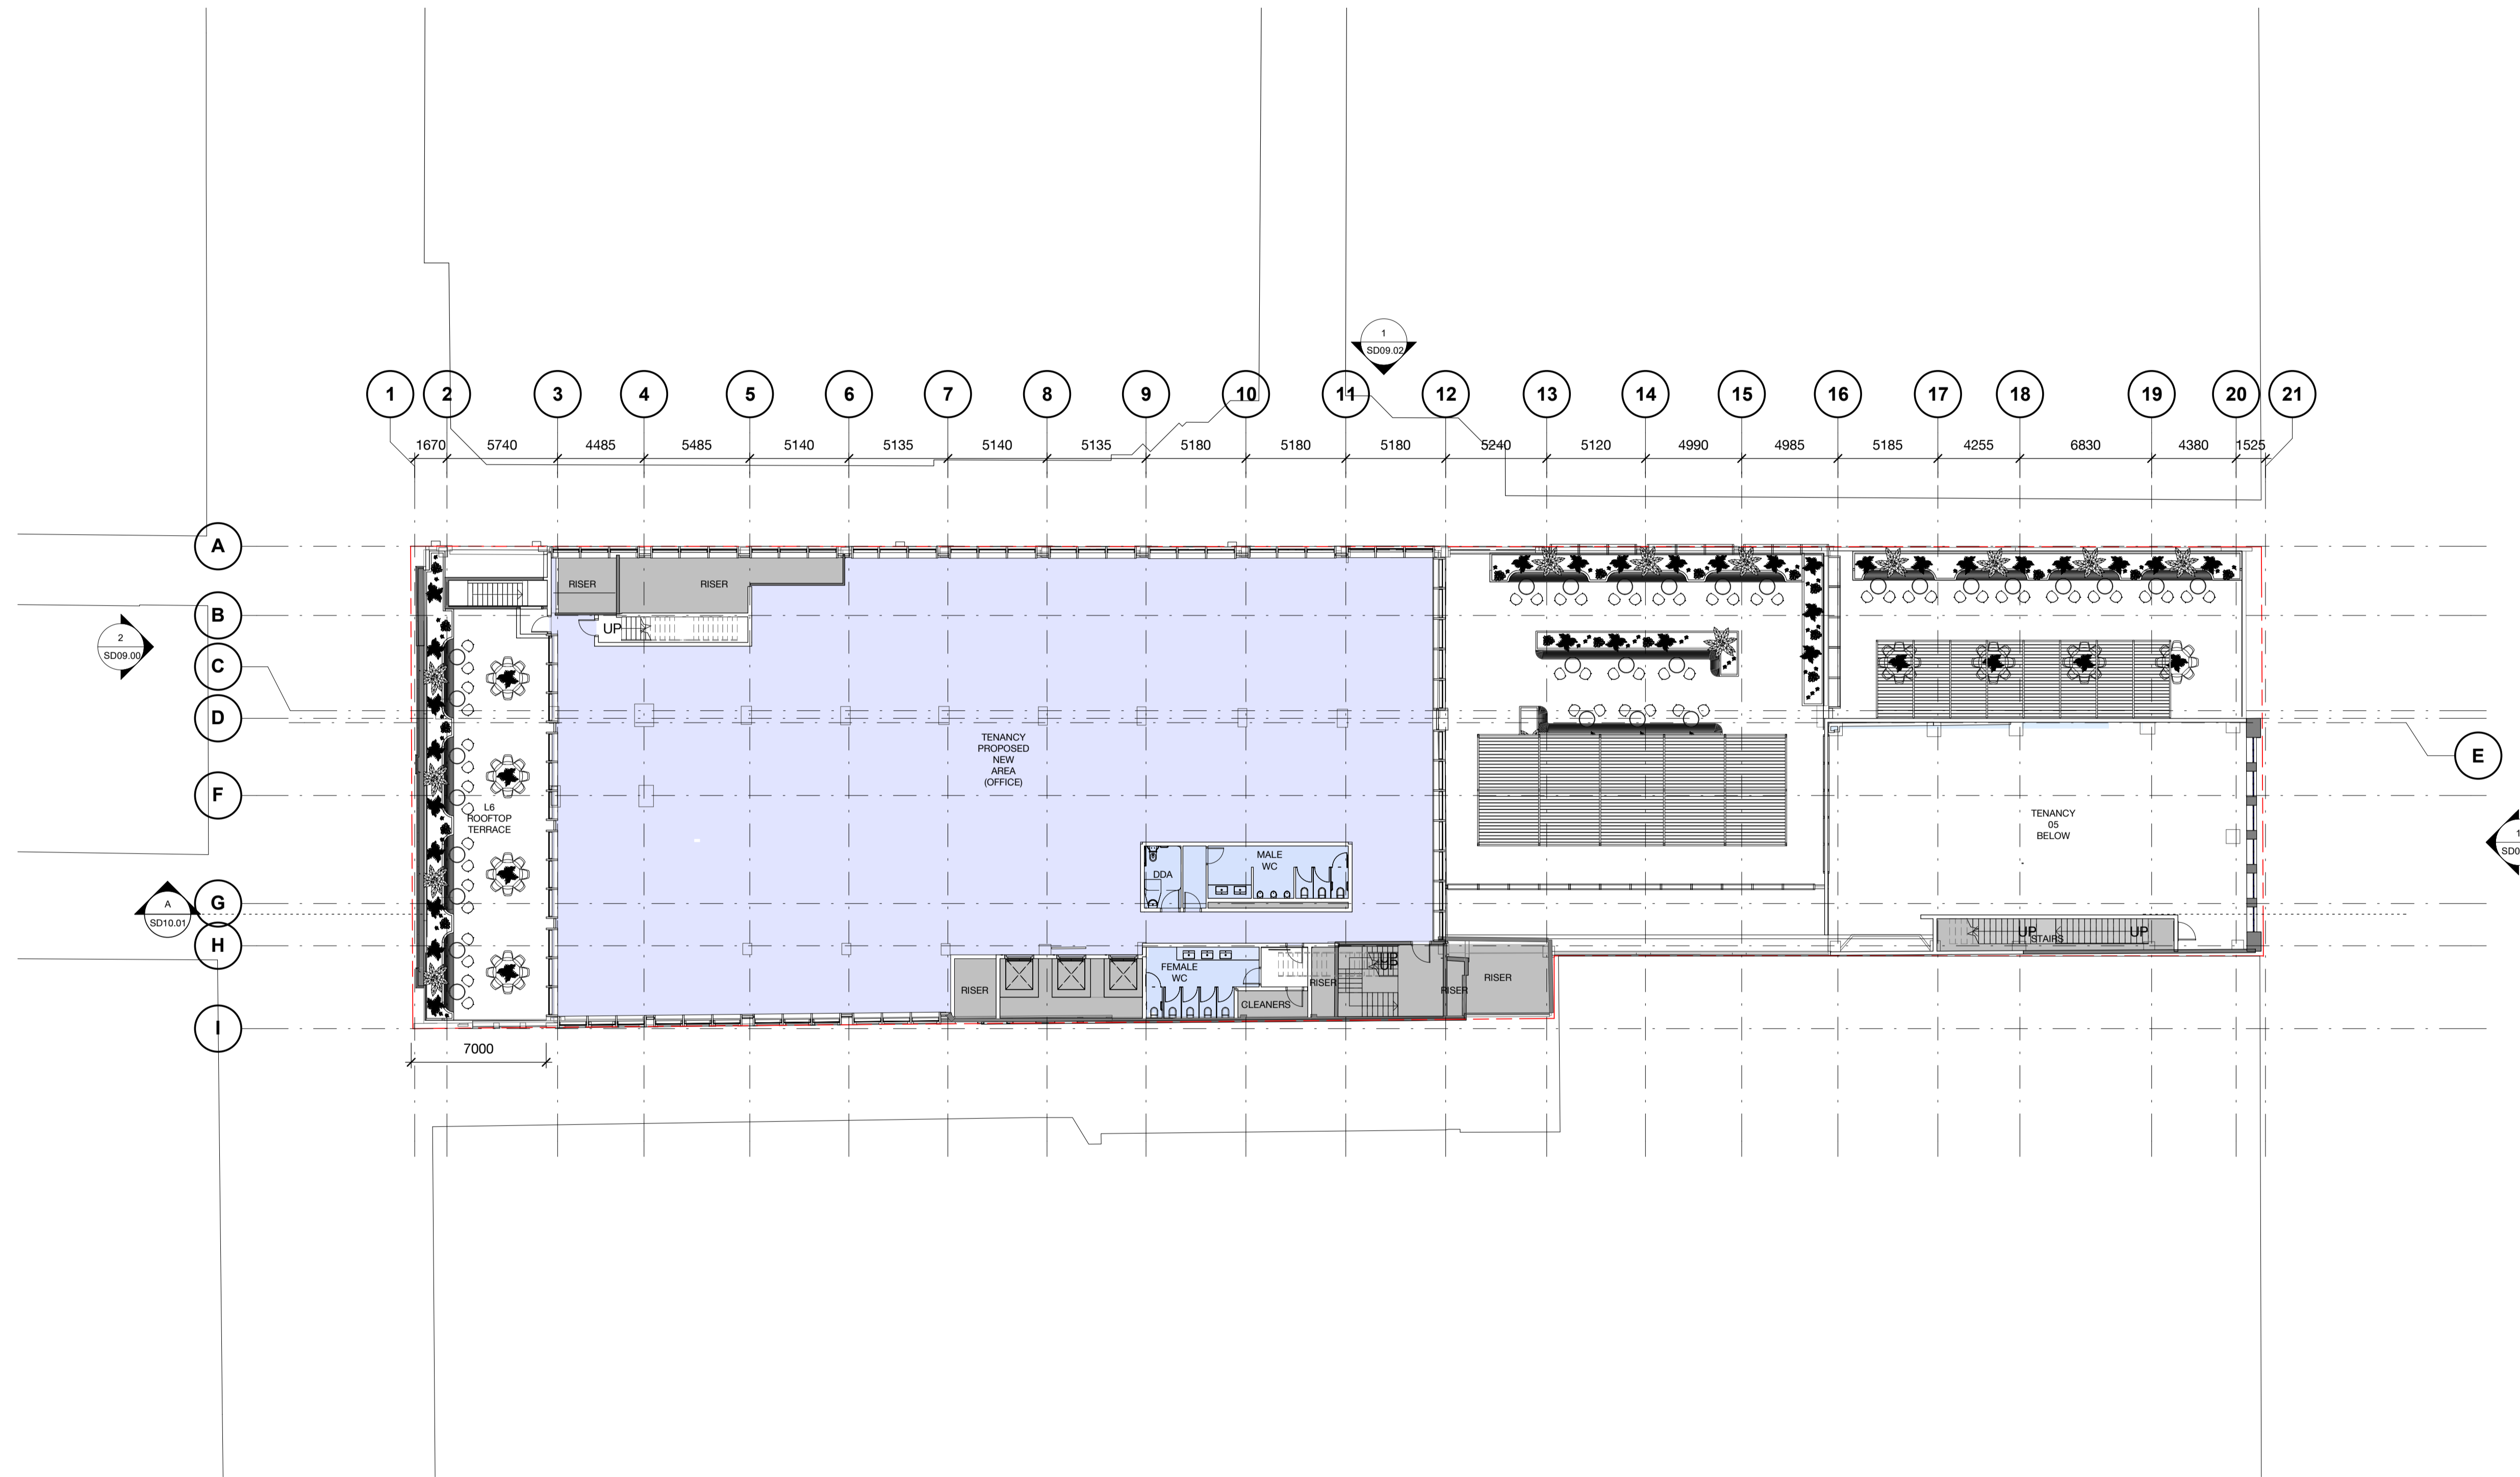 1
SD09.02
1
2
3
4
5
6
7
8
9
10
11
12
13
14
15
16
17
18
19
20
21
1670
5740
4485
5485
5140
5135
5140
5135
5180
5180
5180
5240
5120
4990
4985
5185
4255
6830
4380
1525
A
B
C
D
E
F
G
H
I
2
SD09.00
A
SD10.01
1
RISER
RISER
UP
TENANCY
PROPOSED
NEW
AREA
(OFFICE)
L6
ROOFTOP
TERRACE
TENANCY
05
BELOW
MALE
WC
DDA
UP
STAIRS
UP
FEMALE
WC
RISER
CLEANERS
RISER
UP
RISER
RISER
7000